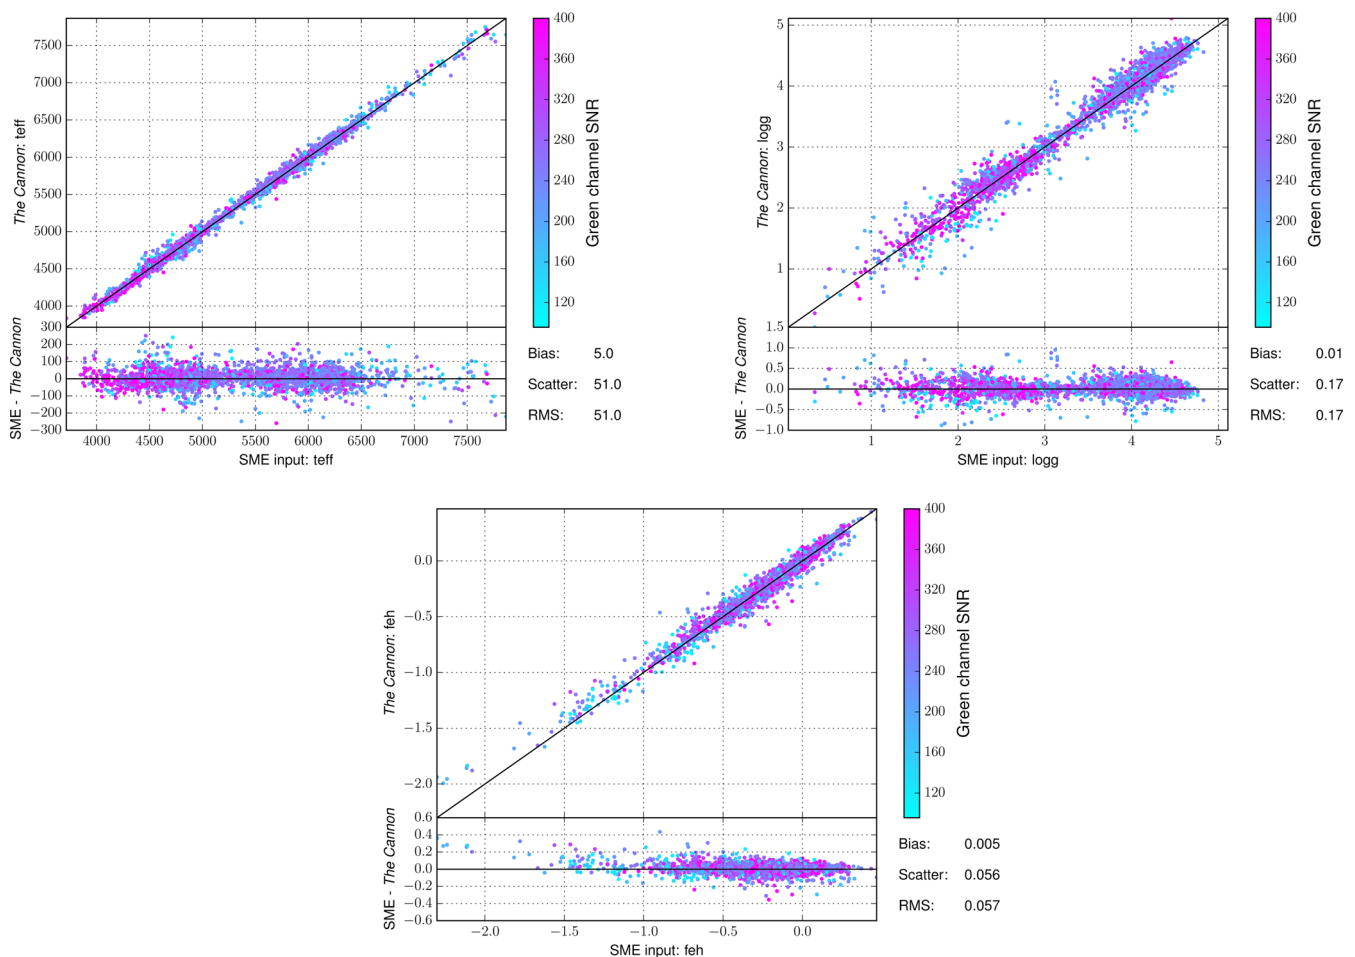 7500
7000
6500
6000
5500
5000
4500
4000
The Cannon: teff
300
200
100
0
−100
−200
−300
SME - The Cannon
4000 4500 5000 5500 6000 6500 7000 7500
SME input: teff
400
360
320
280
240
200
160
120
Green channel SNR
Bias: 5.0
Scatter: 51.0
RMS: 51.0
5
4
3
2
1
The Cannon: logg
1.5
1.0
0.5
0.0
−0.5
−1.0
SME - The Cannon
1 2 3 4 5
SME input: logg
400
360
320
280
240
200
160
120
Green channel SNR
Bias: 0.01
Scatter: 0.17
RMS: 0.17
0.0
−0.5
−1.0
−1.5
−2.0
The Cannon: feh
0.6
0.4
0.2
0.0
−0.2
−0.4
−0.6
SME - The Cannon
−2.0 −1.5 −1.0 −0.5 0.0
SME input: feh
400
360
320
280
240
200
160
120
Green channel SNR
Bias: 0.005
Scatter: 0.056
RMS: 0.057